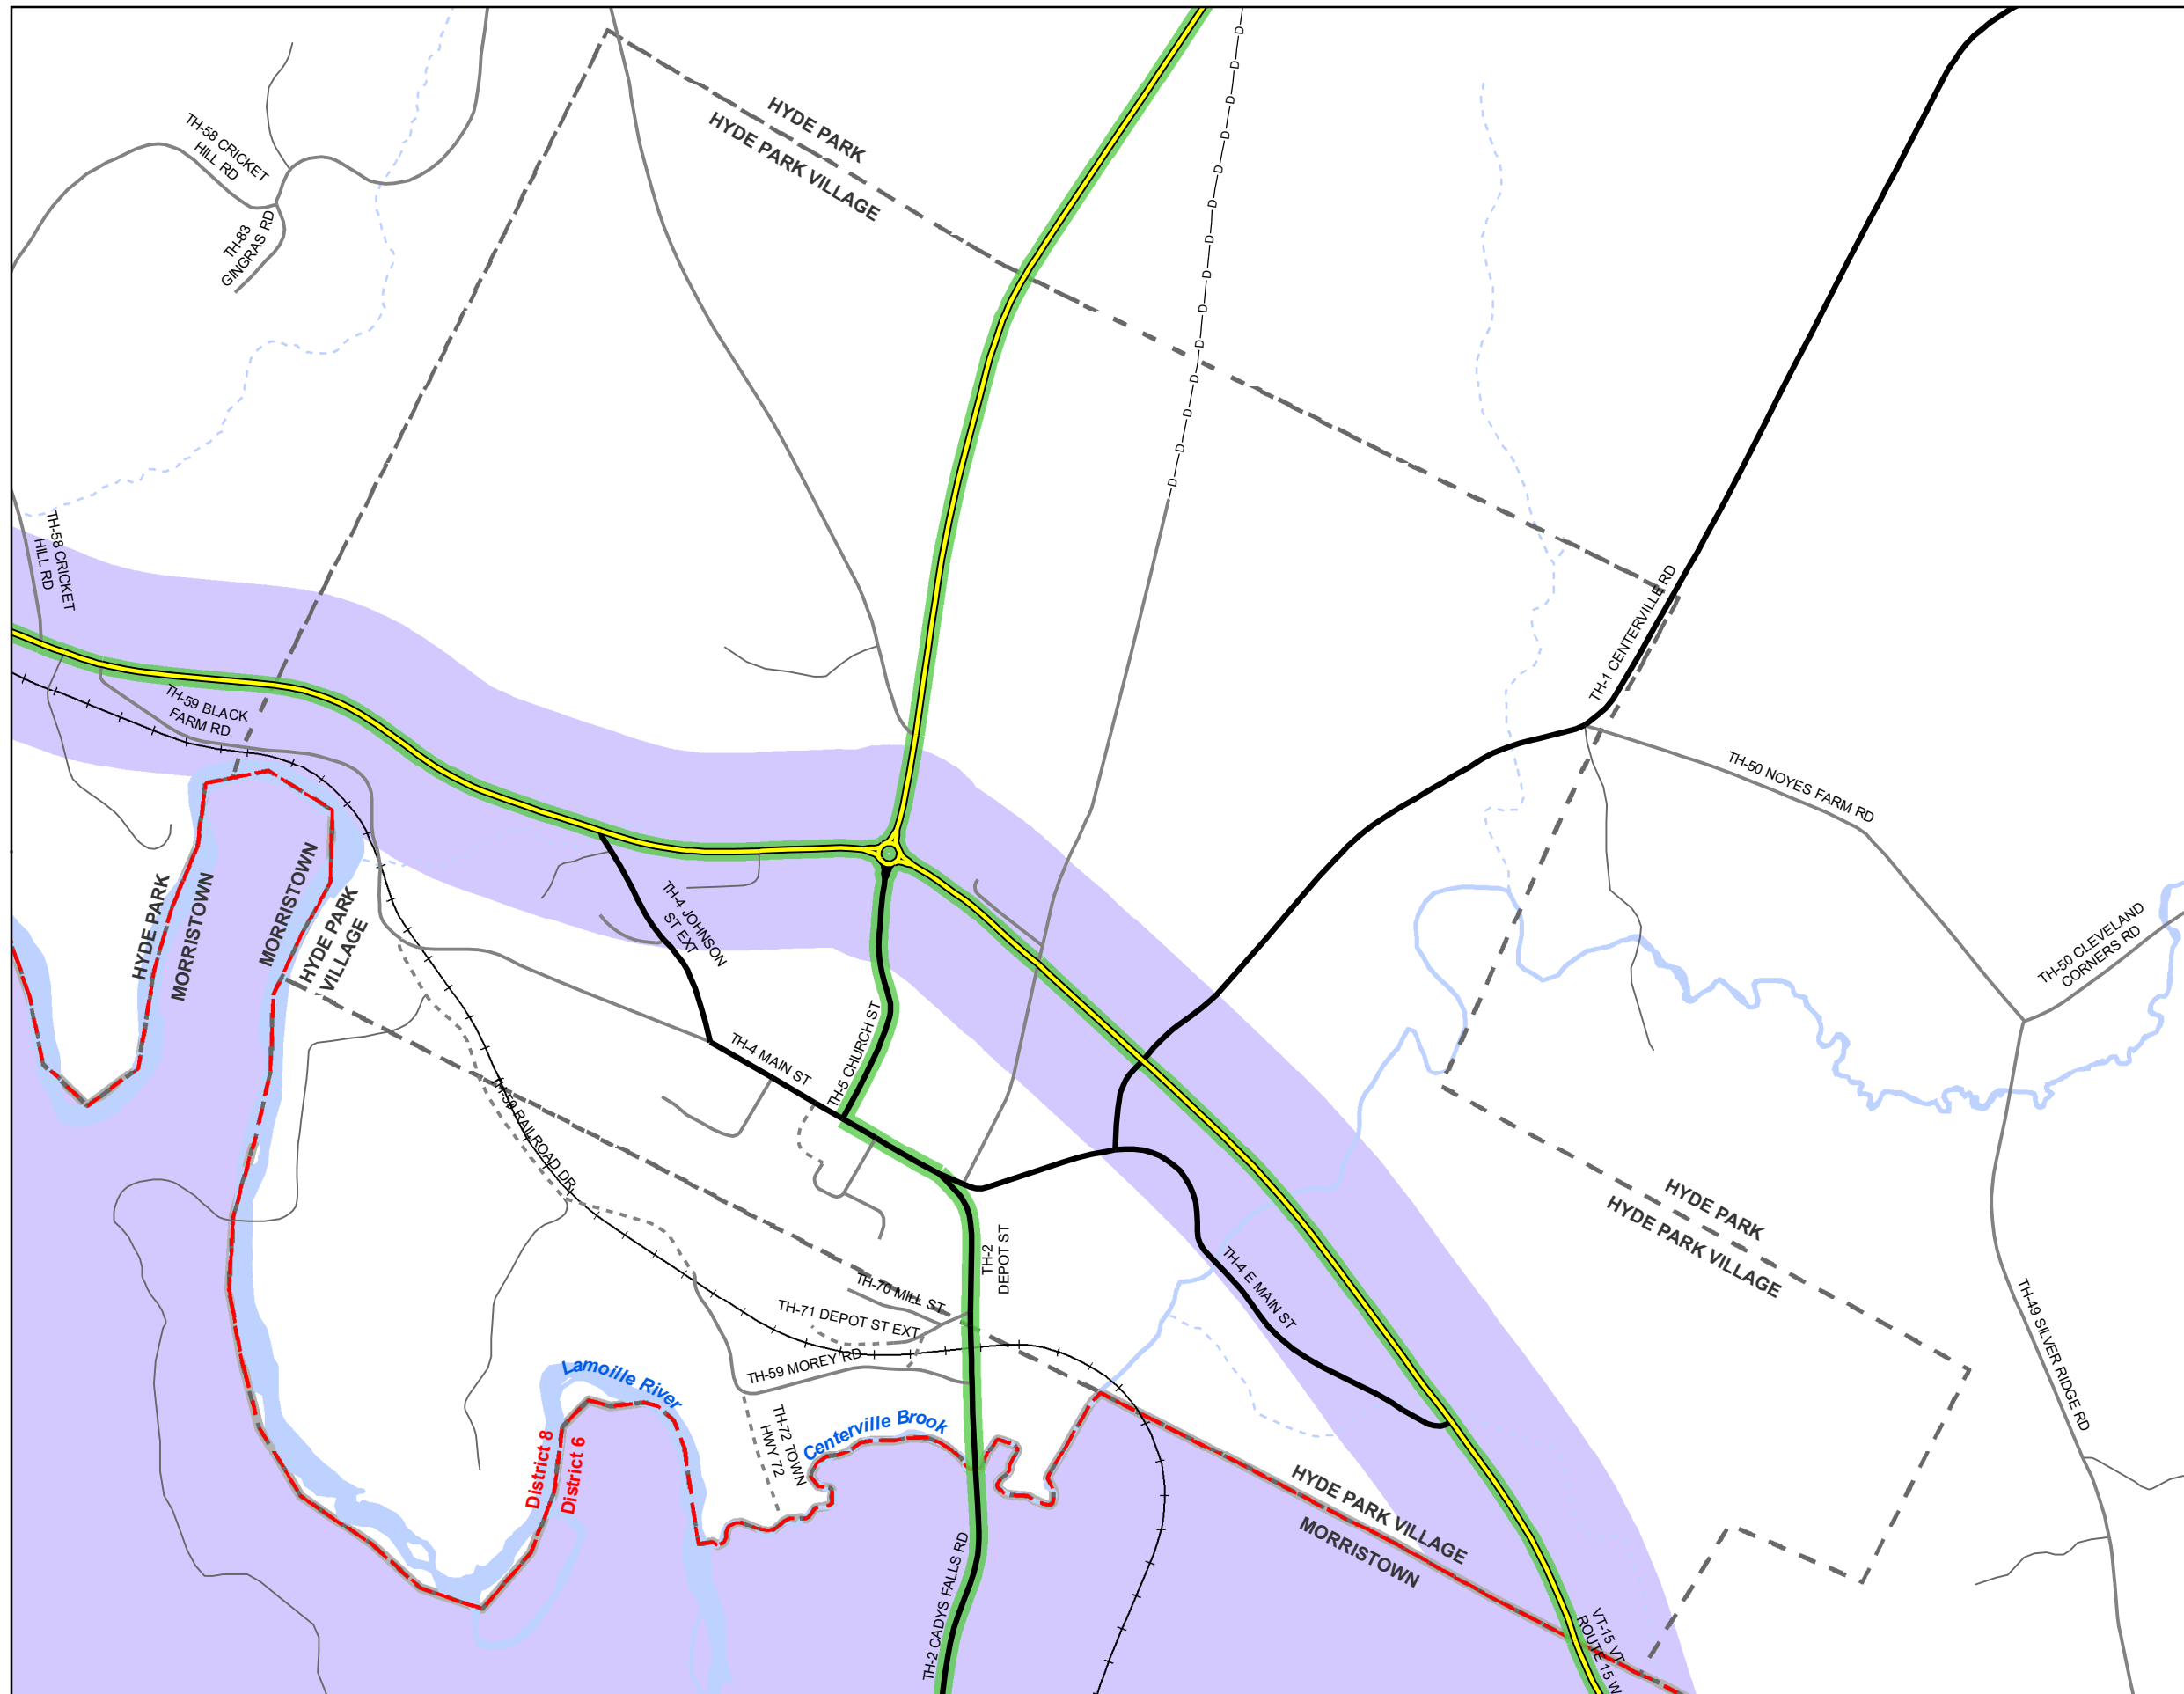 HYDE PARK
HYDE PARK VILLAGE
TH-58 CRICKET
HILL RD
TH-83
GINGRAS RD
D
D
D
D
D
D
D
D
D
D
D
D
D
D
TH-58 CRICKET
HILL RD
TH-1 CENTERVILLE RD
TH-59 BLACK
FARM RD
TH-50 NOYES FARM RD
HYDE PARK
MORRISTOWN
MORRISTOWN
HYDE PARK
VILLAGE
TH-4 JOHNSON
ST EXT
TH-50 CLEVELAND
CORNERS RD
TH-4 MAIN ST
TH-5 CHURCH ST
TH-59 RAILROAD DR
HYDE PARK
HYDE PARK VILLAGE
TH-2
DEPOT ST
TH-4 E MAIN ST
TH-70 MILL ST
TH-71 DEPOT ST EXT
TH-59 MOREY RD
TH-49 SILVER RIDGE RD
Lamoille River
Centerville Brook
TH-72 TOWN
HWY 72
District 8
District 6
HYDE PARK VILLAGE
MORRISTOWN
TH-2 CADYS FALLS RD
VT-15 VT
ROUTE 15 W